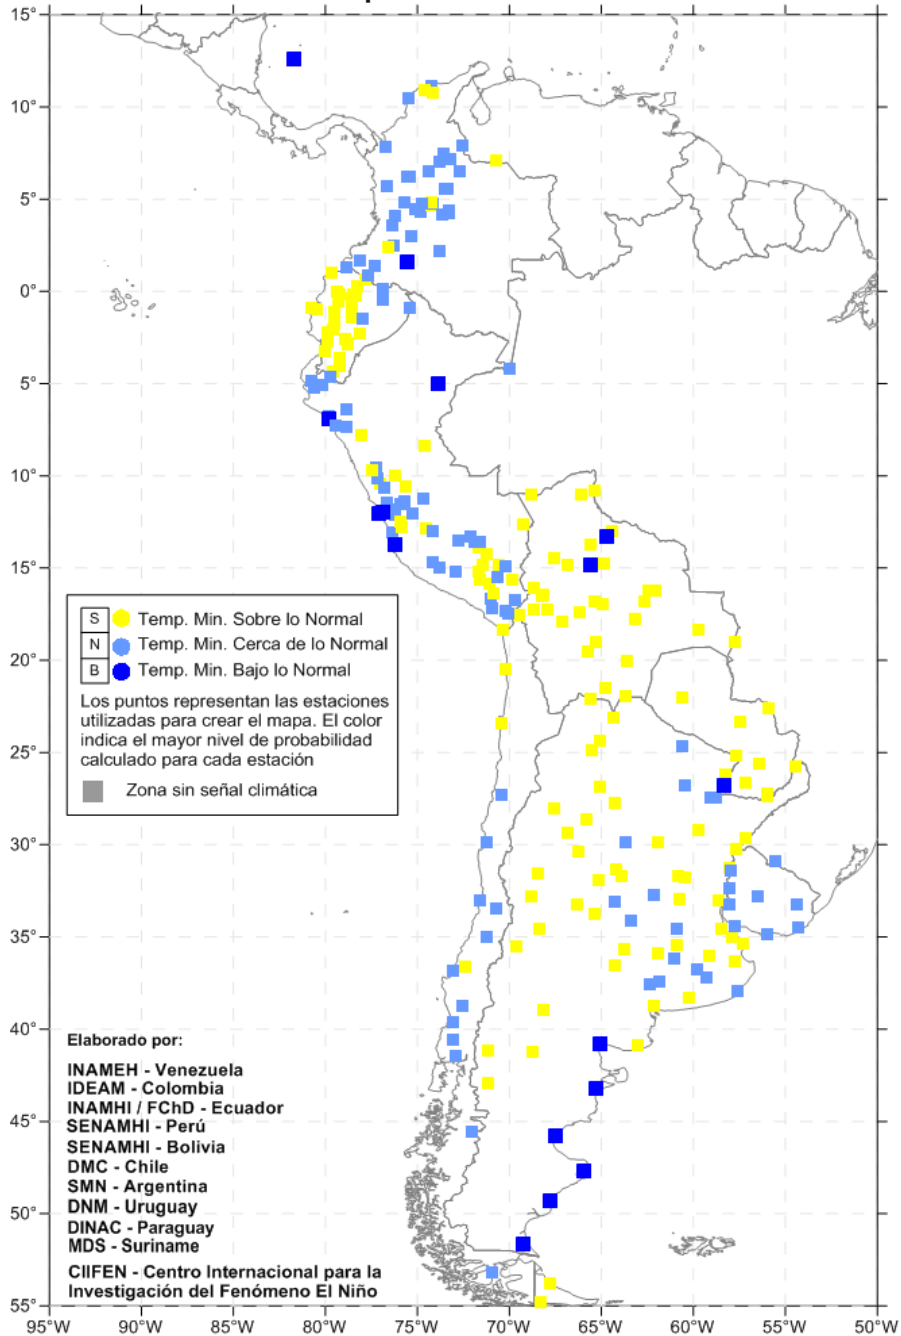 15°
10°
5°
0°
5°
10°
15°
20°
25°
30°
35°
40°
45°
50°
55°
S Temp. Min. Sobre lo Normal
N Temp. Min. Cerca de lo Normal
B Temp. Min. Bajo lo Normal
Los puntos representan las estaciones
utilizadas para crear el mapa. El color
indica el mayor nivel de probabilidad
calculado para cada estación
Zona sin señal climática
Elaborado por:
INAMEH - Venezuela
IDEAM - Colombia
INAMHI / FChD - Ecuador
SENAMHI - Perú
SENAMHI - Bolivia
DMC - Chile
SMN - Argentina
DNM - Uruguay
DINAC - Paraguay
MDS - Suriname
CIIFEN - Centro Internacional para la
Investigación del Fenómeno El Niño
95°W 90°W 85°W 80°W 75°W 70°W 65°W 60°W 55°W 50°W